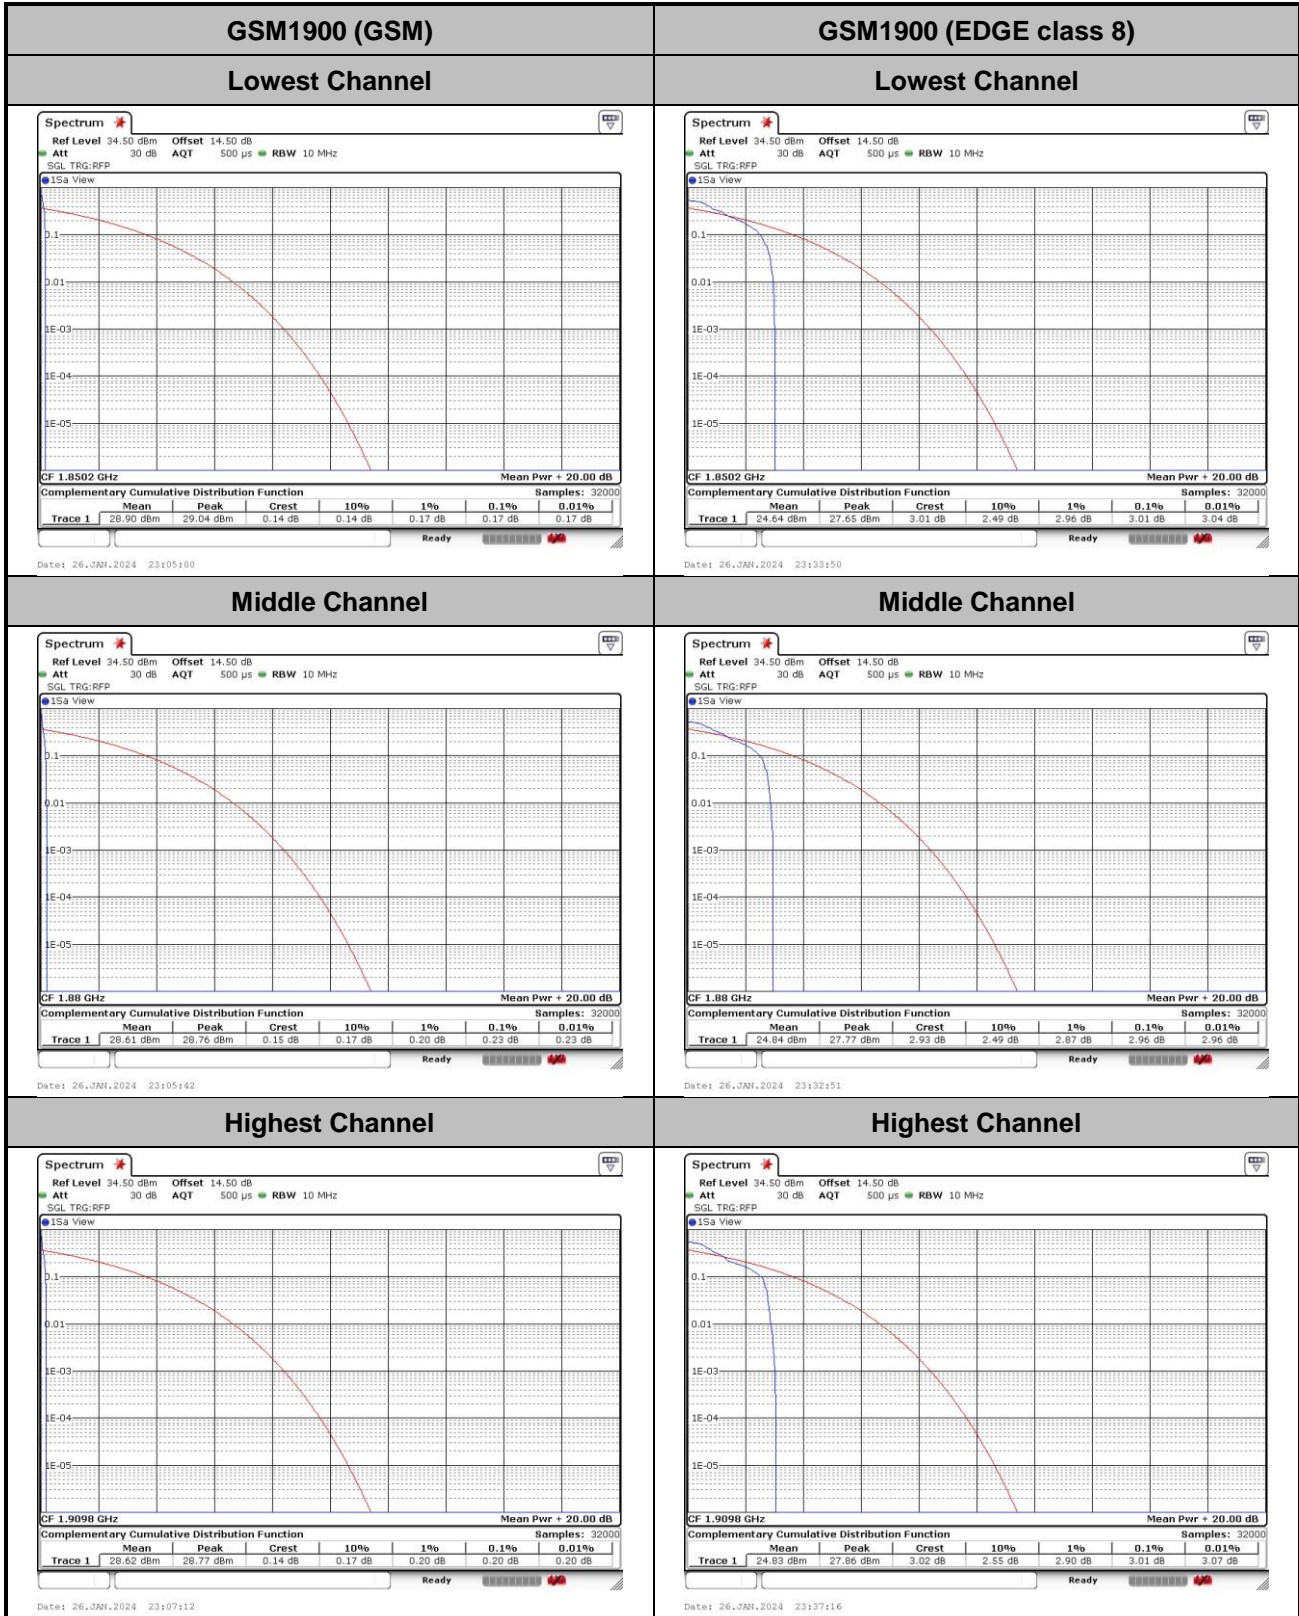 GSM1900 (GSM) GSM1900 (EDGE class 8)
Lowest Channel Lowest Channel
Spectrum
Ref Level 34.50 dBm Offset 14.50 dB
Att 30 dB AQT 500 µs RBW 10 MHz
SGL TRG:RFP
1Sa View
0.1
0.01
1E-03
1E-04
1E-05
CF 1.8502 GHz Mean Pwr + 20.00 dB
Complementary Cumulative Distribution Function Samples: 32000
Mean Peak Crest 10% 1% 0.1% 0.01%
Trace 1 28.90 dBm 29.04 dBm 0.14 dB 0.14 dB 0.17 dB 0.17 dB 0.17 dB
Ready
Date: 26.JAN.2024 23:05:00
Spectrum
Ref Level 34.50 dBm Offset 14.50 dB
Att 30 dB AQT 500 µs RBW 10 MHz
SGL TRG:RFP
1Sa View
0.1
0.01
1E-03
1E-04
1E-05
CF 1.8502 GHz Mean Pwr + 20.00 dB
Complementary Cumulative Distribution Function Samples: 32000
Mean Peak Crest 10% 1% 0.1% 0.01%
Trace 1 24.64 dBm 27.65 dBm 3.01 dB 2.49 dB 2.96 dB 3.01 dB 3.04 dB
Ready
Date: 26.JAN.2024 23:33:50
Middle Channel Middle Channel
Spectrum
Ref Level 34.50 dBm Offset 14.50 dB
Att 30 dB AQT 500 µs RBW 10 MHz
SGL TRG:RFP
1Sa View
0.1
0.01
1E-03
1E-04
1E-05
CF 1.88 GHz Mean Pwr + 20.00 dB
Complementary Cumulative Distribution Function Samples: 32000
Mean Peak Crest 10% 1% 0.1% 0.01%
Trace 1 28.61 dBm 28.76 dBm 0.15 dB 0.17 dB 0.20 dB 0.23 dB 0.23 dB
Ready
Date: 26.JAN.2024 23:05:42
Spectrum
Ref Level 34.50 dBm Offset 14.50 dB
Att 30 dB AQT 500 µs RBW 10 MHz
SGL TRG:RFP
1Sa View
0.1
0.01
1E-03
1E-04
1E-05
CF 1.88 GHz Mean Pwr + 20.00 dB
Complementary Cumulative Distribution Function Samples: 32000
Mean Peak Crest 10% 1% 0.1% 0.01%
Trace 1 24.84 dBm 27.77 dBm 2.93 dB 2.49 dB 2.87 dB 2.96 dB 2.96 dB
Ready
Date: 26.JAN.2024 23:32:51
Highest Channel Highest Channel
Spectrum
Ref Level 34.50 dBm Offset 14.50 dB
Att 30 dB AQT 500 µs RBW 10 MHz
SGL TRG:RFP
1Sa View
0.1
0.01
1E-03
1E-04
1E-05
CF 1.9098 GHz Mean Pwr + 20.00 dB
Complementary Cumulative Distribution Function Samples: 32000
Mean Peak Crest 10% 1% 0.1% 0.01%
Trace 1 28.62 dBm 28.77 dBm 0.14 dB 0.17 dB 0.20 dB 0.20 dB 0.20 dB
Ready
Date: 26.JAN.2024 23:07:12
Spectrum
Ref Level 34.50 dBm Offset 14.50 dB
Att 30 dB AQT 500 µs RBW 10 MHz
SGL TRG:RFP
1Sa View
0.1
0.01
1E-03
1E-04
1E-05
CF 1.9098 GHz Mean Pwr + 20.00 dB
Complementary Cumulative Distribution Function Samples: 32000
Mean Peak Crest 10% 1% 0.1% 0.01%
Trace 1 24.83 dBm 27.86 dBm 3.02 dB 2.55 dB 2.90 dB 3.01 dB 3.07 dB
Ready
Date: 26.JAN.2024 23:37:16